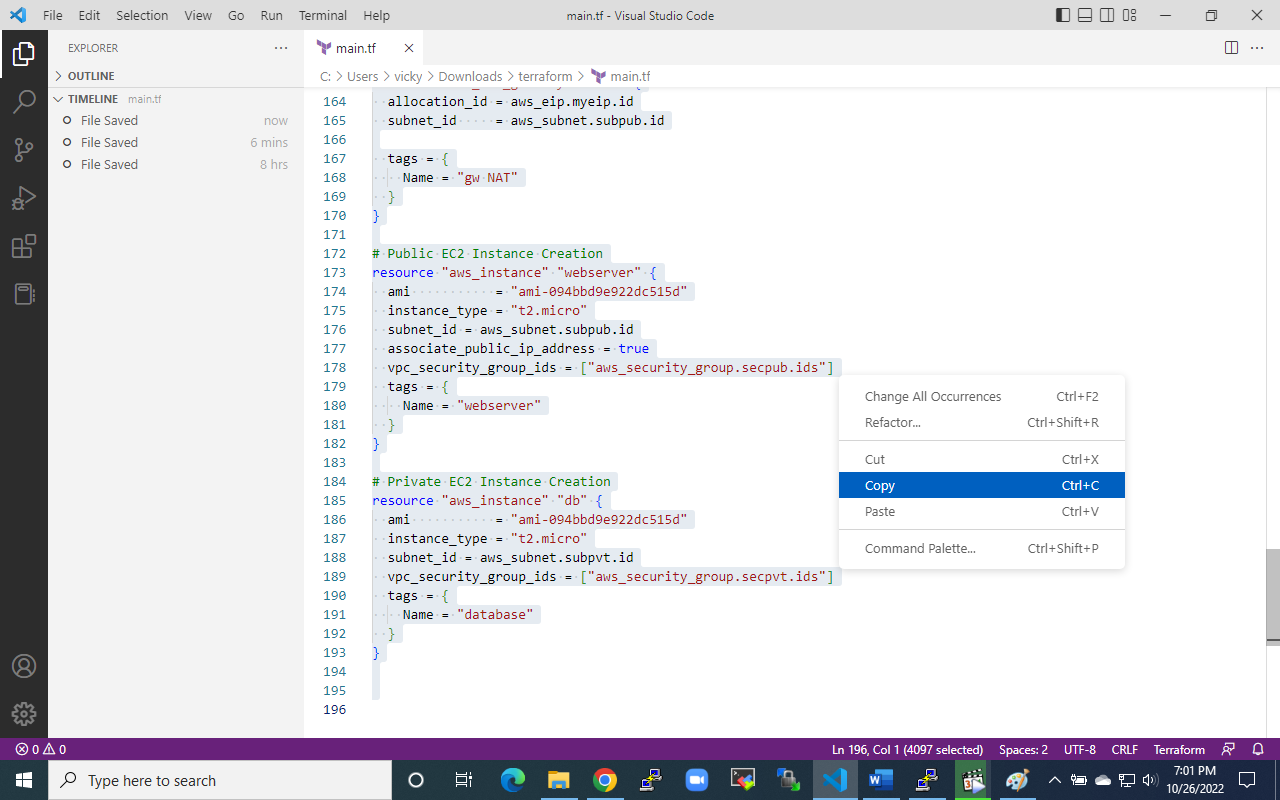 File Edit Selection View Go Run Terminal Help main.tf - Visual Studio Code
EXPLORER
OUTLINE
TIMELINE main.tf
File Saved now
File Saved 6 mins
File Saved 8 hrs
main.tf
C: > Users > vicky > Downloads > terraform > main.tf
164 allocation_id = aws_eip.myeip.id
165 subnet_id = aws_subnet.subpub.id
166
167 tags = {
168 Name = "gw NAT"
169 }
170 }
171
172 # Public EC2 Instance Creation
173 resource "aws_instance" "webserver" {
174 ami = "ami-094bbd9e922dc515d"
175 instance_type = "t2.micro"
176 subnet_id = aws_subnet.subpub.id
177 associate_public_ip_address = true
178 vpc_security_group_ids = ["aws_security_group.secpub.ids"]
179 tags = {
180 Name = "webserver"
181 }
182 }
183
184 # Private EC2 Instance Creation
185 resource "aws_instance" "db" {
186 ami = "ami-094bbd9e922dc515d"
187 instance_type = "t2.micro"
188 subnet_id = aws_subnet.subpvt.id
189 vpc_security_group_ids = ["aws_security_group.secpvt.ids"]
190 tags = {
191 Name = "database"
192 }
193 }
194
195
196
Change All Occurrences Ctrl+F2
Refactor... Ctrl+Shift+R
Cut Ctrl+X
Copy Ctrl+C
Paste Ctrl+V
Command Palette... Ctrl+Shift+P
0 0 Ln 196, Col 1 (4097 selected) Spaces: 2 UTF-8 CRLF Terraform
Type here to search
7:01 PM
10/26/2022